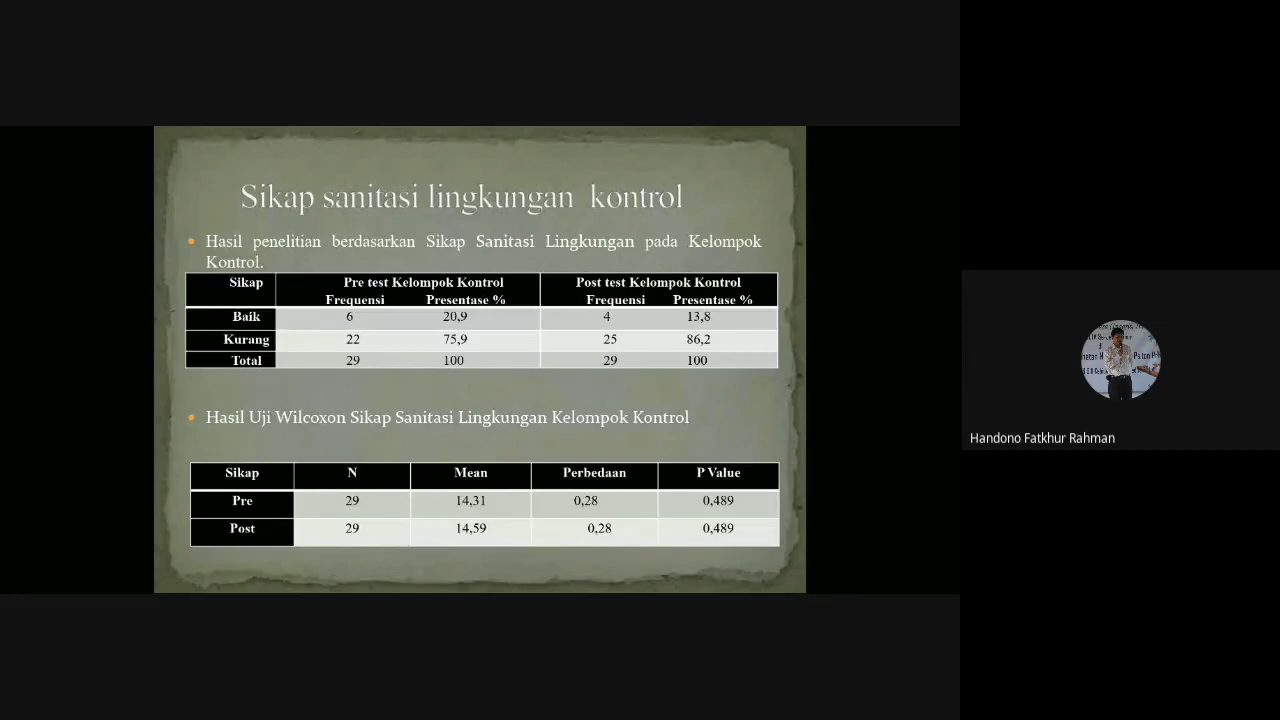 Sikap sanitasi lingkungan kontrol
Hasil penelitian berdasarkan Sikap Sanitasi Lingkungan pada Kelompok
Kontrol.
Sikap Pre test Kelompok Kontrol Post test Kelompok Kontrol
Frequensi Presentase % Frequensi Presentase %
Baik 6 20,9 4 13,8
Kurang 22 75,9 25 86,2
Total 29 100 29 100
Hasil Uji Wilcoxon Sikap Sanitasi Lingkungan Kelompok Kontrol
Sikap N Mean Perbedaan P Value
Pre 29 14,31 0,28 0,489
Post 29 14,59 0,28 0,489
Handono Fatkhur Rahman